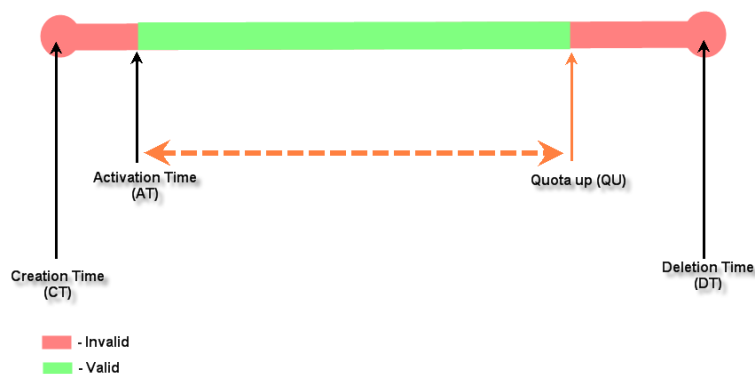 Activation Time
(AT)
Quota up (QU)
Creation Time
(CT)
Deletion Time
(DT)
- Invalid
- Valid